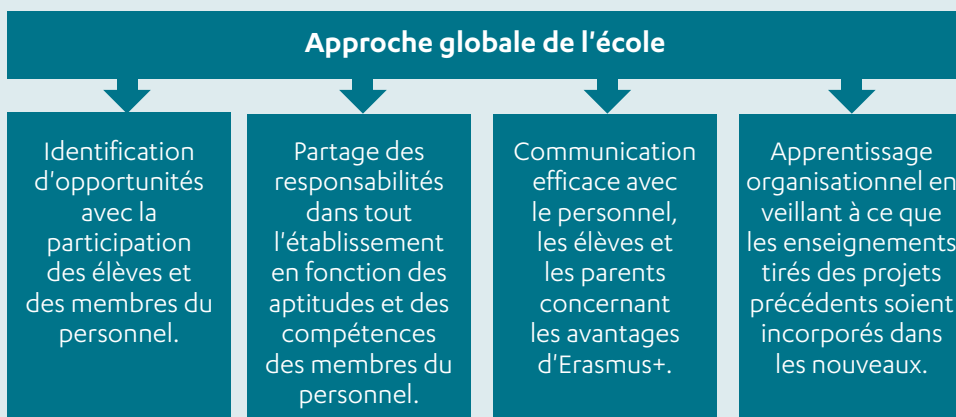 Approche globale de l'école
Identification
d'opportunités
avec la
participation
des élèves et
des membres du
personnel.
Partage des
responsabilités
dans tout
l'établissement
en fonction des
aptitudes et des
compétences
des membres du
personnel.
Communication
efficace avec
le personnel,
les élèves et
les parents
concernant
les avantages
d'Erasmus+.
Apprentissage
organisationnel en
veillant à ce que
les enseignements
tirés des projets
précédents soient
incorporés dans
les nouveaux.